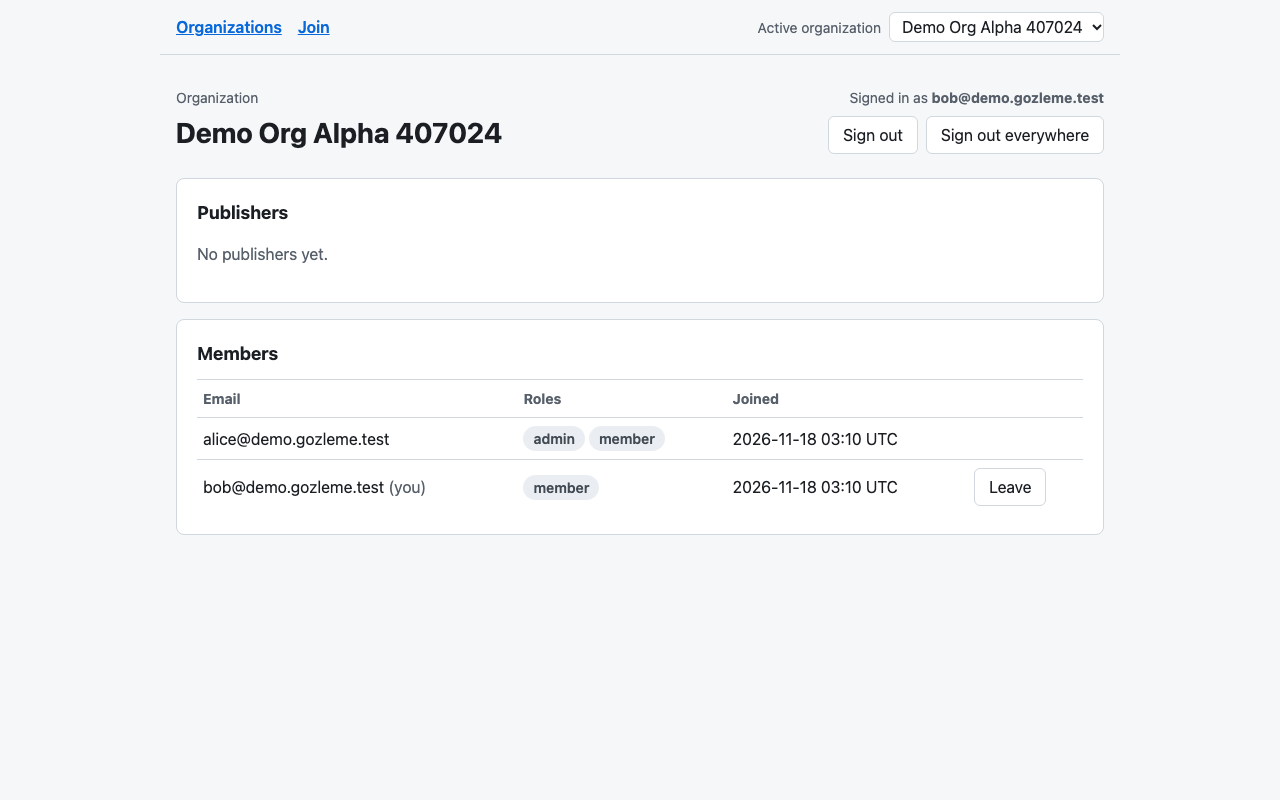 Organizations Join Active organization Demo Org Alpha 407024
Organization Signed in as bob@demo.gozleme.test
Demo Org Alpha 407024 Sign out Sign out everywhere
Publishers
No publishers yet.
Members
Email Roles Joined
alice@demo.gozleme.test admin member 2026-11-18 03:10 UTC
bob@demo.gozleme.test (you) member 2026-11-18 03:10 UTC Leave